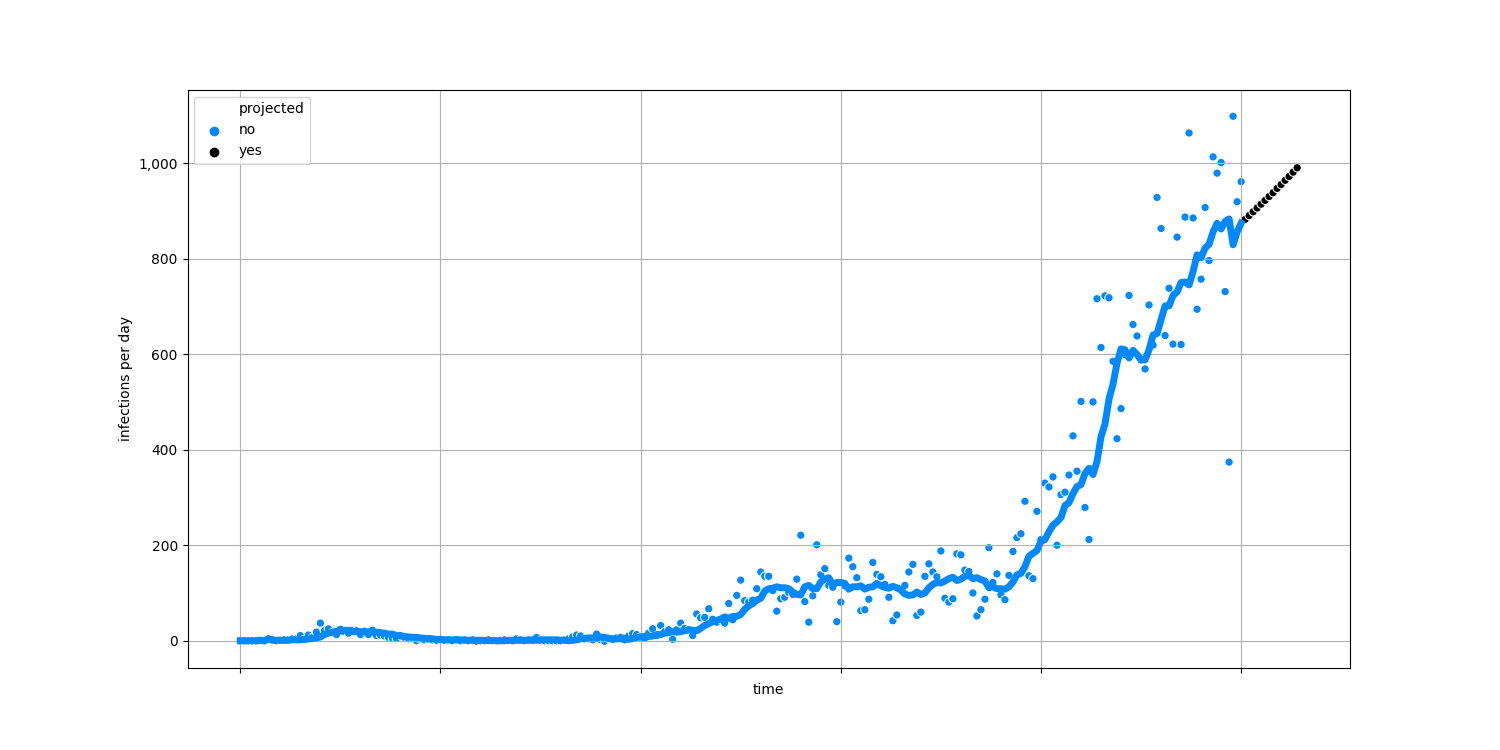 projected
no
yes
1,000
800
600
400
200
0
infections per day
time